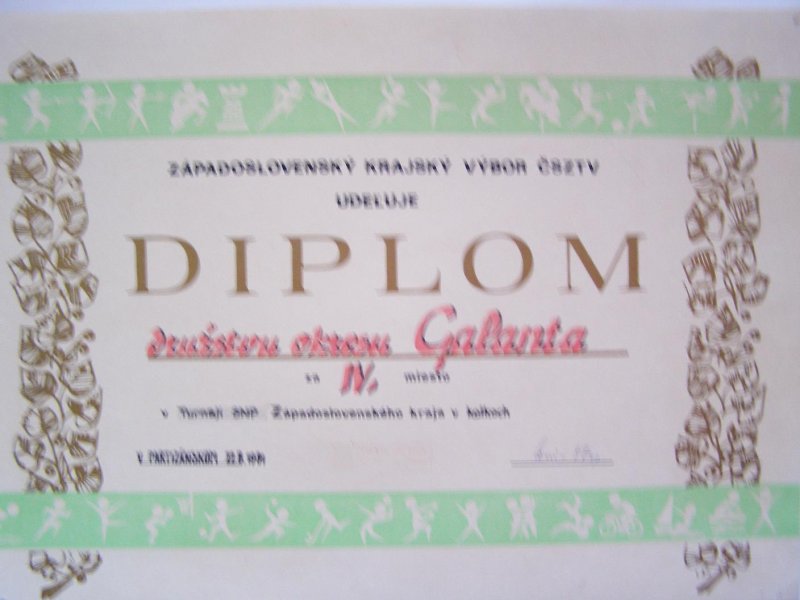 ZÁPADOSLOVENSKÝ KRAJSKÝ VÝBOR ČSZTV
UDEĽUJE
DIPLOM
družstvu okresu Galanta
za IV. miesto
v Turnaji SNP Západoslovenského kraja v kolkoch
V PARTIZÁNSKOM